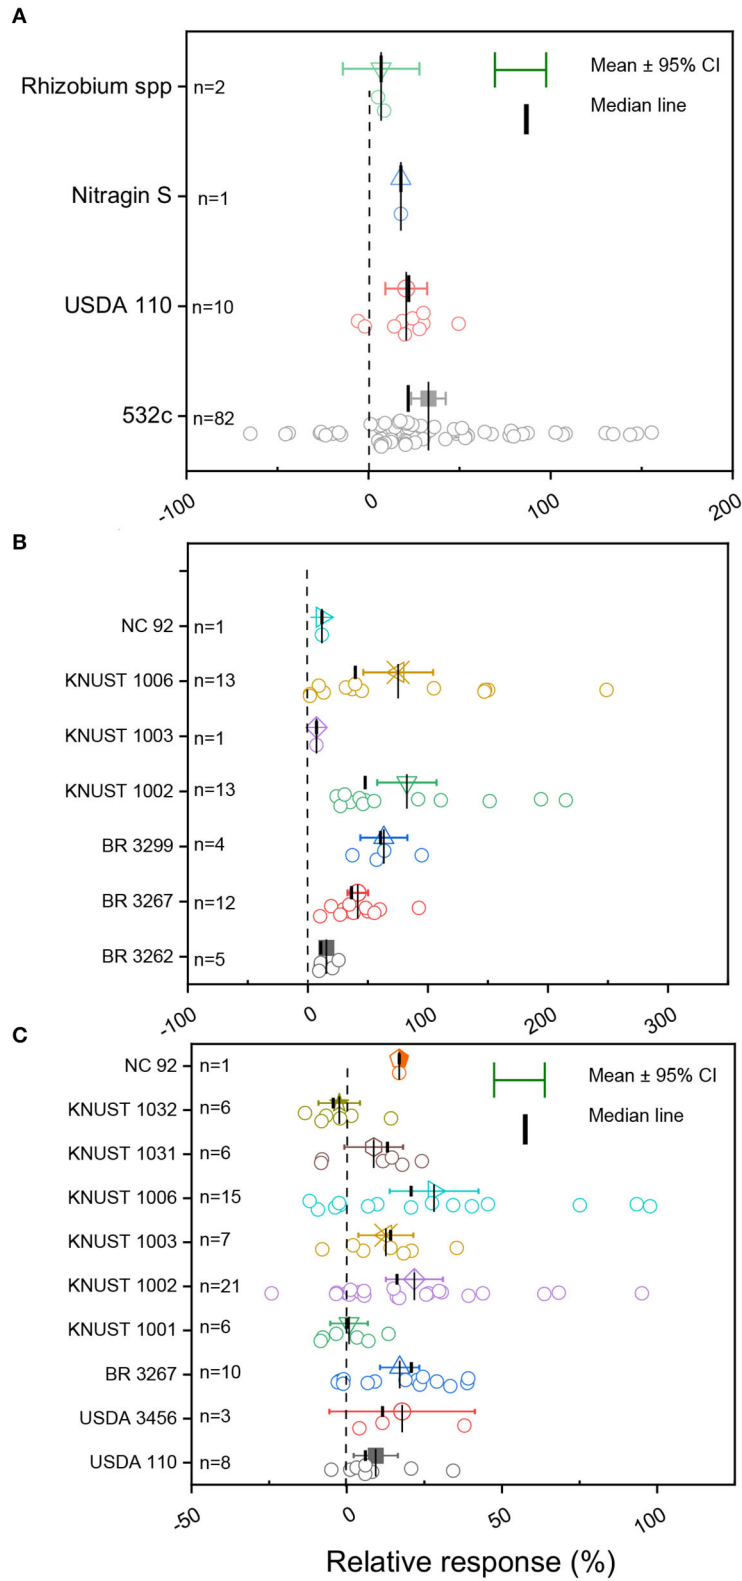 A
Rhizobium spp n=2
Mean ± 95% CI
Median line
Nitragin S n=1
USDA 110 n=10
532c n=82
-100 0 100 200
B
NC 92 n=1
KNUST 1006 n=13
KNUST 1003 n=1
KNUST 1002 n=13
BR 3299 n=4
BR 3267 n=12
BR 3262 n=5
-100 0 100 200 300
C
NC 92 n=1
Mean ± 95% CI
KNUST 1032 n=6
Median line
KNUST 1031 n=6
KNUST 1006 n=15
KNUST 1003 n=7
KNUST 1002 n=21
KNUST 1001 n=6
BR 3267 n=10
USDA 3456 n=3
USDA 110 n=8
-50 0 50 100
Relative response (%)